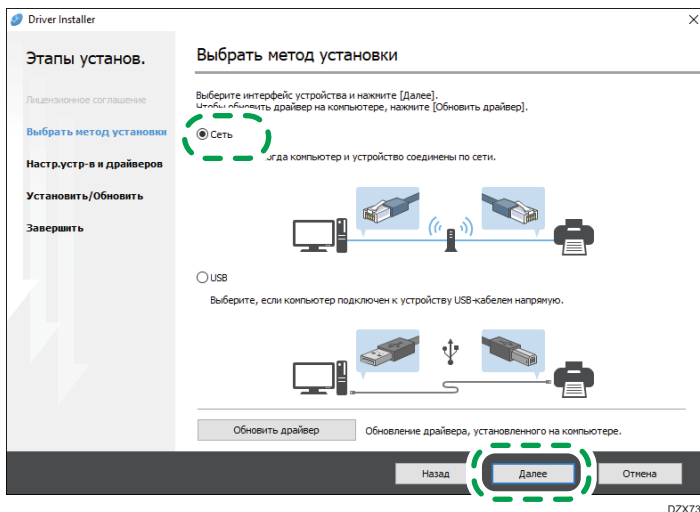 Driver Installer
Этапы установ.
Лицензионное соглашение
Выбрать метод установки
Настр.устр-в и драйверов
Установить/Обновить
Завершить
Выбрать метод установки
Выберите интерфейс устройства и нажмите [Далее].
Чтобы обновить драйвер на компьютере, нажмите [Обновить драйвер].
Сеть
огда компьютер и устройство соединены по сети.
USB
Выберите, если компьютер подключен к устройству USB-кабелем напрямую.
Обновить драйвер
Обновление драйвера, установленного на компьютере.
Назад
Далее
Отмена
DZX73